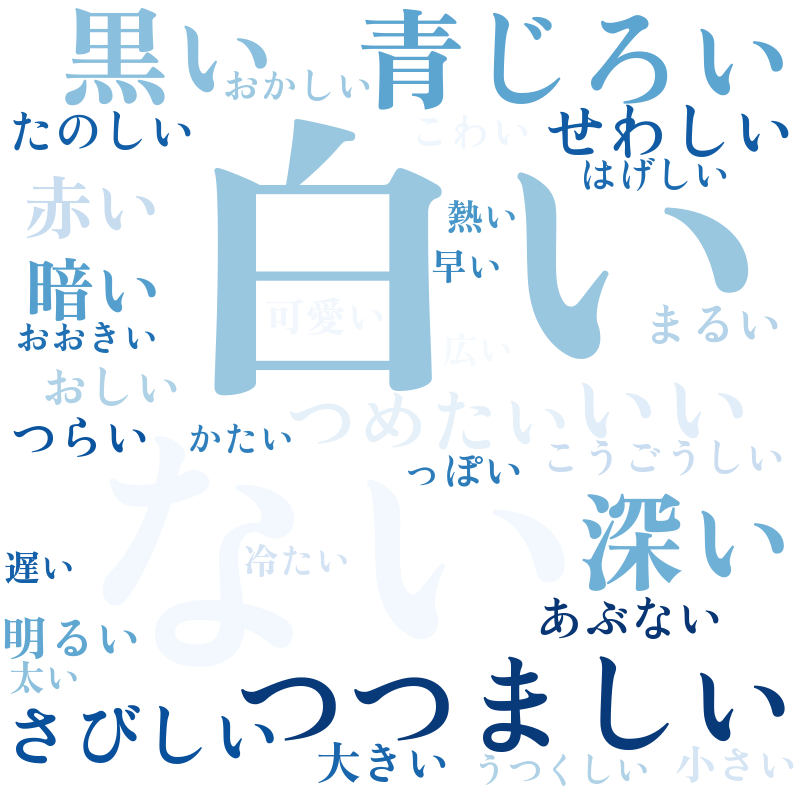 黒い
青じろい
おかしい
たのしい
こわい
せわしい
はげしい
白い
赤い
熱い
早い
暗い
可愛い
まるい
おおきい
広い
おしい
つめたい
いい
つらい
かたい
っぽい
こうごうしい
ない
深い
遅い
冷たい
あぶない
明るい
太い
つつましい
さびしい
大きい
うつくしい
小さい